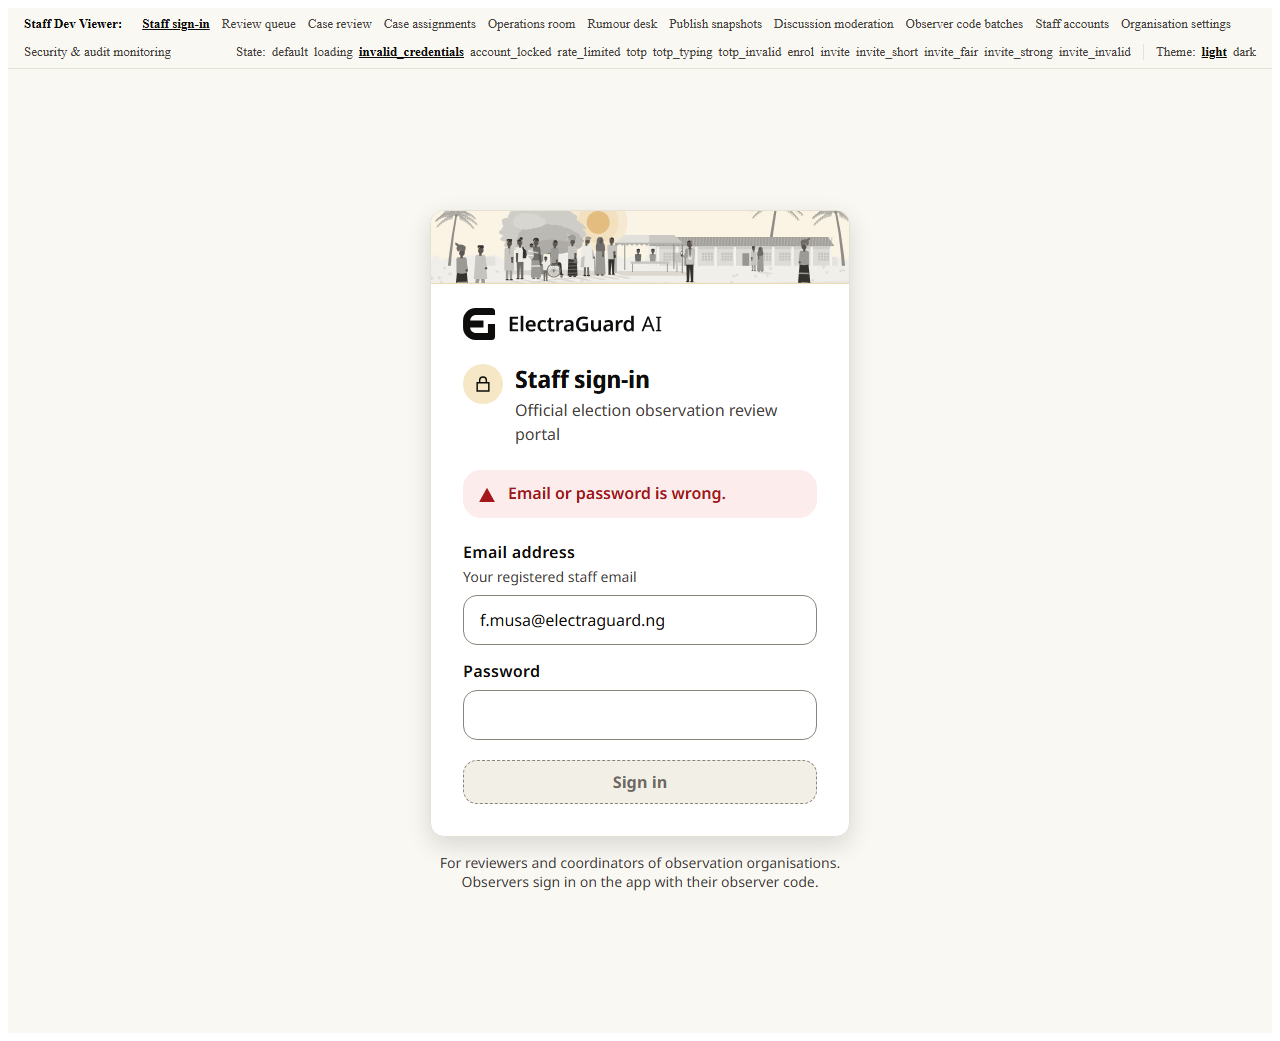 Staff Dev Viewer: Staff sign-in Review queue Case review Case assignments Operations room Rumour desk Publish snapshots Discussion moderation Observer code batches Staff accounts Organisation settings
Security & audit monitoring State: default loading invalid_credentials account_locked rate_limited totp totp_typing totp_invalid enrol invite invite_short invite_fair invite_strong invite_invalid Theme: light dark
ElectraGuard AI
Staff sign-in
Official election observation review
portal
Email or password is wrong.
Email address
Your registered staff email
f.musa@electraguard.ng
Password
Sign in
For reviewers and coordinators of observation organisations.
Observers sign in on the app with their observer code.